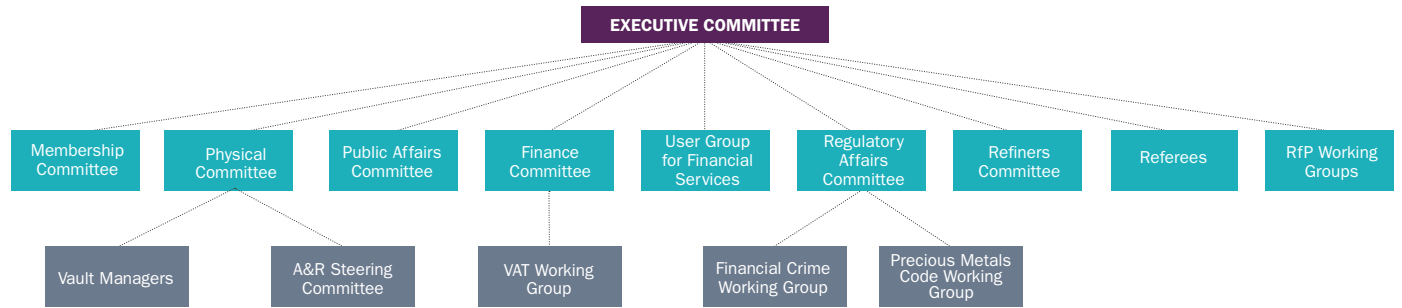 EXECUTIVE COMMITTEE
Membership
Committee
Physical
Committee
Public Affairs
Committee
Finance
Committee
User Group
for Financial
Services
Regulatory
Affairs
Committee
Refiners
Committee
Referees
RfP Working
Groups
Vault Managers
A&R Steering
Committee
VAT Working
Group
Financial Crime
Working Group
Precious Metals
Code Working
Group